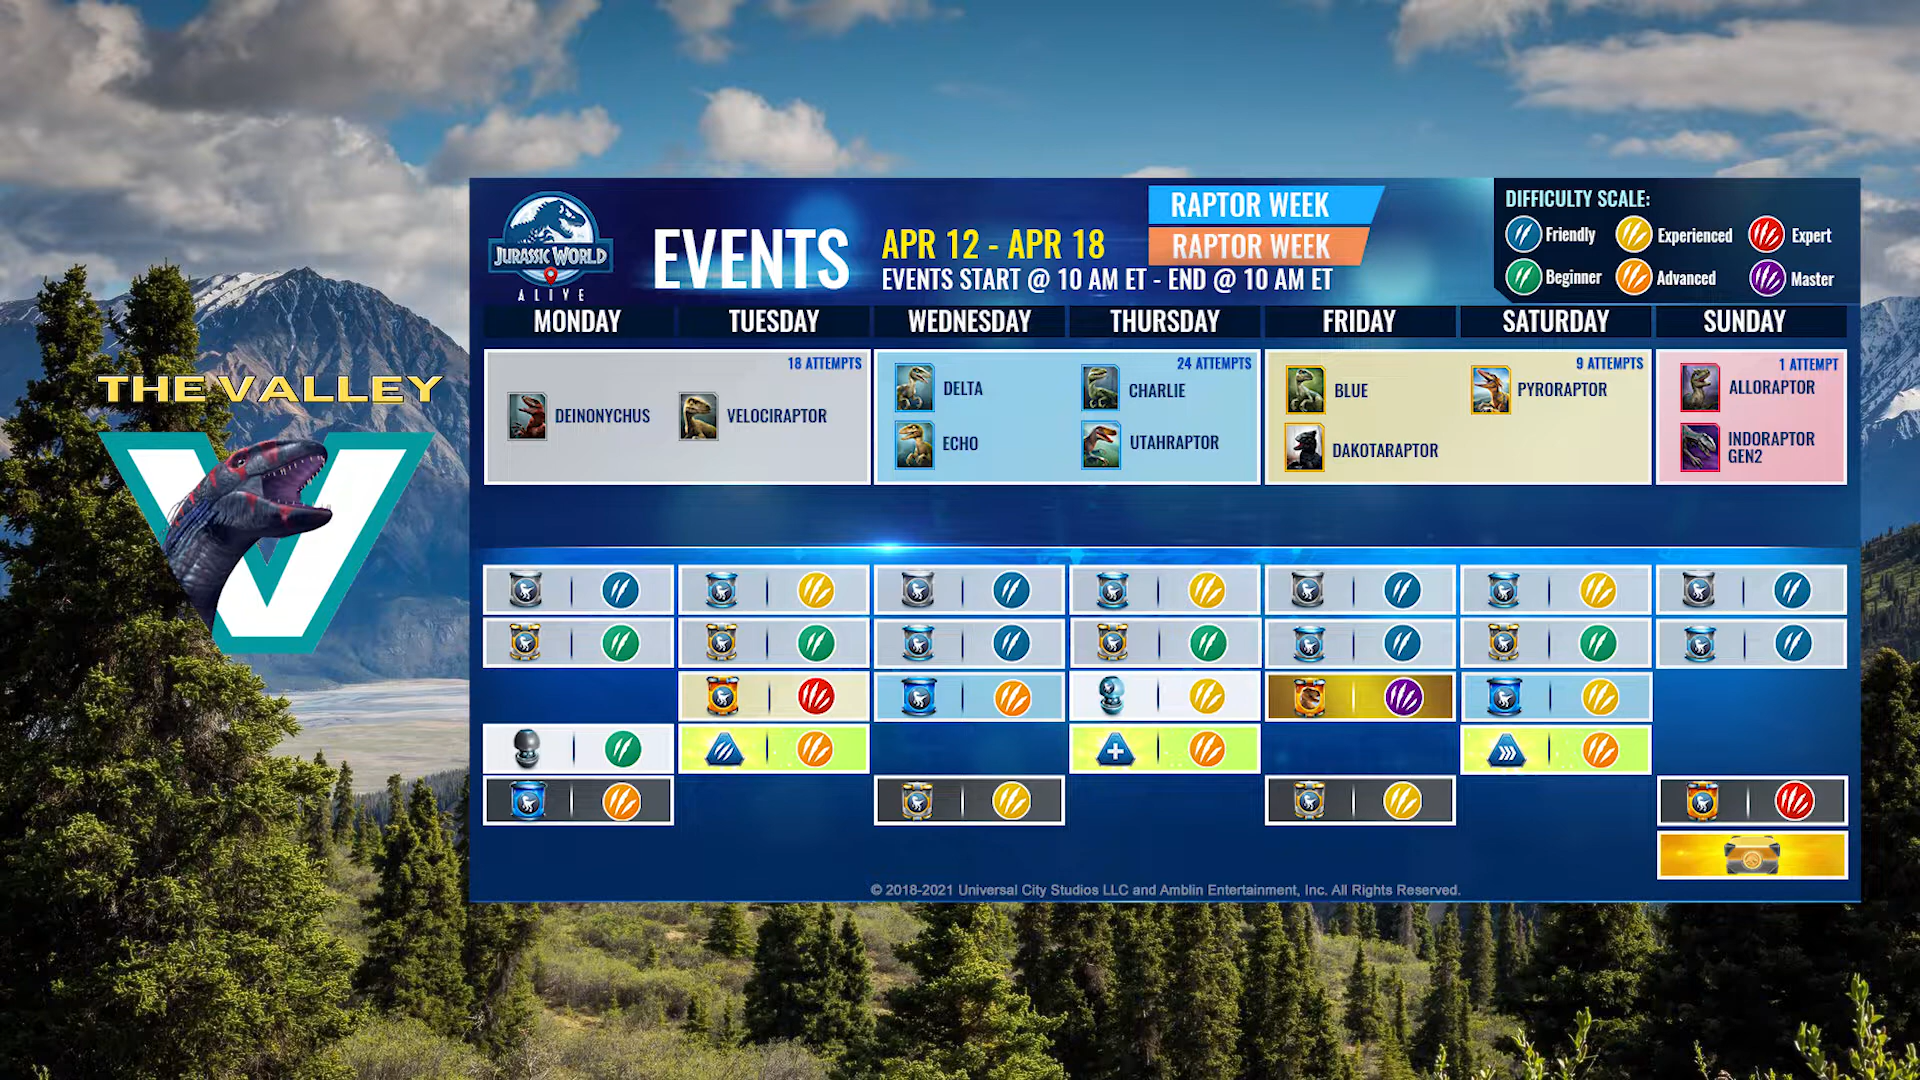 THE VALLEY
JURASSIC WORLD
ALIVE
EVENTS
RAPTOR WEEK
RAPTOR WEEK
APR 12 - APR 18
EVENTS START @ 10 AM ET - END @ 10 AM ET
DIFFICULTY SCALE:
Friendly
Experienced
Expert
Beginner
Advanced
Master
MONDAY
TUESDAY
WEDNESDAY
THURSDAY
FRIDAY
SATURDAY
SUNDAY
18 ATTEMPTS
DEINONYCHUS
VELOCIRAPTOR
24 ATTEMPTS
DELTA
CHARLIE
ECHO
UTAHRAPTOR
9 ATTEMPTS
BLUE
PYRORAPTOR
DAKOTARAPTOR
1 ATTEMPT
ALLORAPTOR
INDORAPTOR
GEN2
© 2018-2021 Universal City Studios LLC and Amblin Entertainment, Inc. All Rights Reserved.